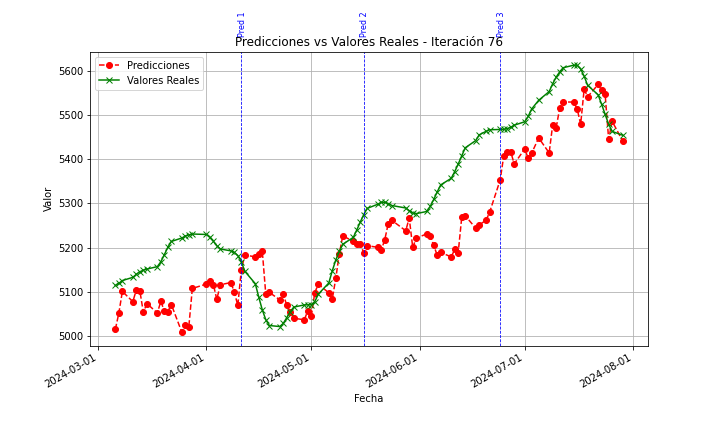 Pred 1
Pred 2
Pred 3
Predicciones vs Valores Reales - Iteración 76
Predicciones
Valores Reales
5600
5500
5400
5300
5200
5100
5000
Valor
2024-03-01
2024-04-01
2024-05-01
2024-06-01
2024-07-01
2024-08-01
Fecha